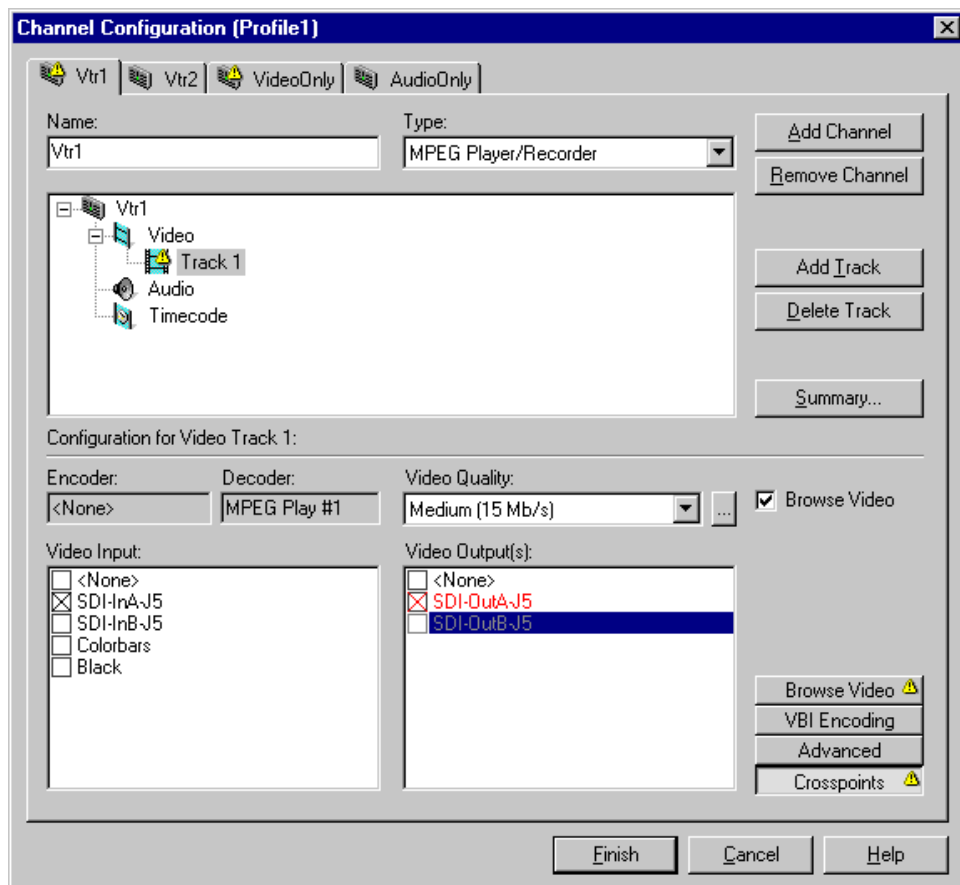 Channel Configuration (Profile1)
Vtr1 Vtr2 VideoOnly AudioOnly
Name: Type:
Vtr1 MPEG Player/Recorder Add Channel
Remove Channel
Vtr1
Video
Track 1 Add Track
Audio
Timecode Delete Track
Summary...
Configuration for Video Track 1:
Encoder: Decoder: Video Quality:
<None> MPEG Play #1 Medium (15 Mb/s) ... Browse Video
Video Input: Video Output(s):
<None> <None>
SDI-InA-J5 SDI-OutA-J5
SDI-InB-J5 SDI-OutB-J5
Colorbars
Black
Browse Video
VBI Encoding
Advanced
Crosspoints
Finish Cancel Help